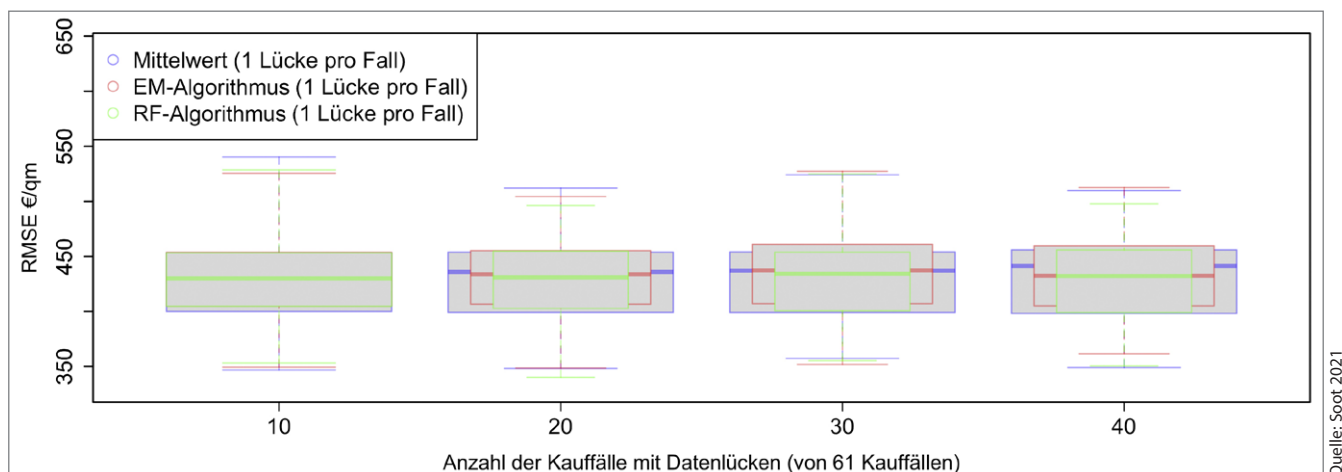 Mittelwert (1 Lücke pro Fall)
EM-Algorithmus (1 Lücke pro Fall)
RF-Algorithmus (1 Lücke pro Fall)
RMSE €/qm
650
550
450
350
10
20
30
40
Anzahl der Kauffälle mit Datenlücken (von 61 Kauffällen)
Quelle: Soot 2021